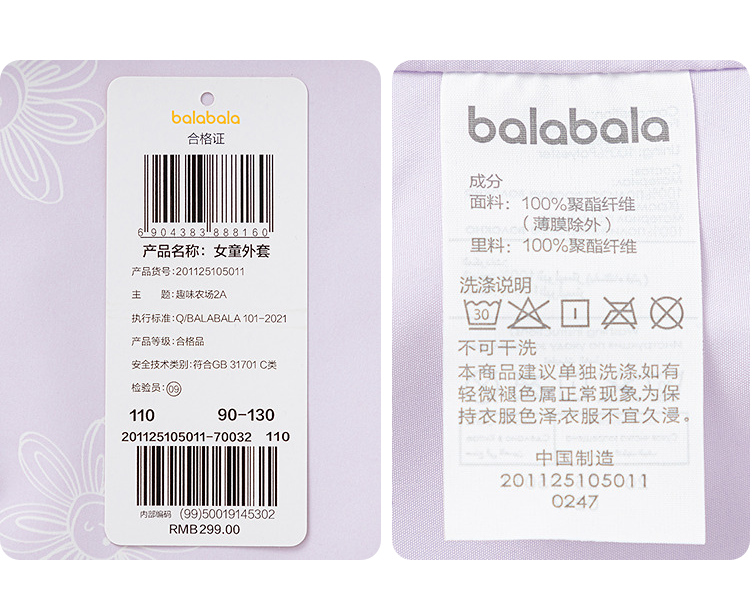 balabala
合格证
6 904383 888160
产品名称：女童外套
产品货号：201125105011
主 题：趣味农场2A
执行标准：Q/BALABALA 101-2021
产品等级：合格品
安全技术类别：符合GB 31701 C类
检验员：09
110 90-130
201125105011-70032 110
内部编码 (99)50019145302
RMB299.00
balabala
成分
面料：100%聚酯纤维
（薄膜除外）
里料：100%聚酯纤维
洗涤说明
30
不可干洗
本商品建议单独洗涤,如有
轻微褪色属正常现象,为保
持衣服色泽,衣服不宜久浸。
中国制造
201125105011
0247